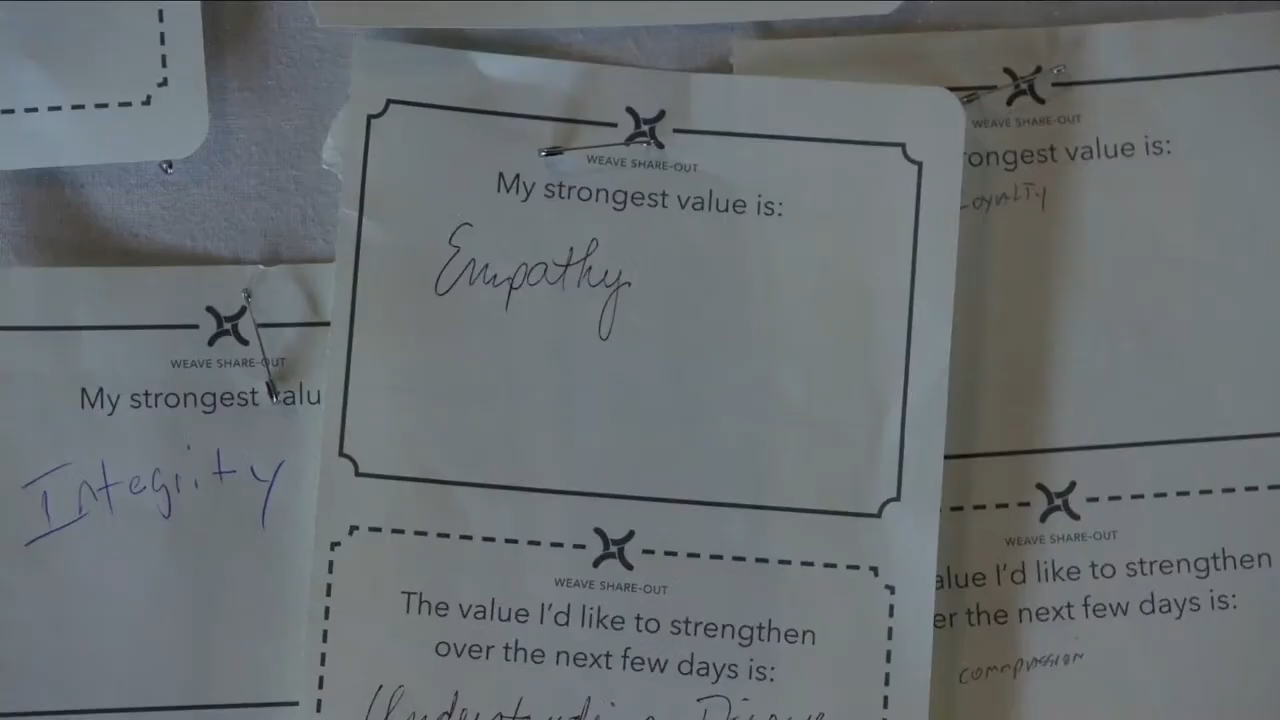 WEAVE SHARE-OUT
My strongest value is:
Empathy
WEAVE SHARE-OUT
The value I'd like to strengthen
over the next few days is:
WEAVE SHARE-OUT
My strongest valu
Integrity
WEAVE SHARE-OUT
ongest value is:
Loyalty
WEAVE SHARE-OUT
alue I'd like to strengthen
er the next few days is:
compassion